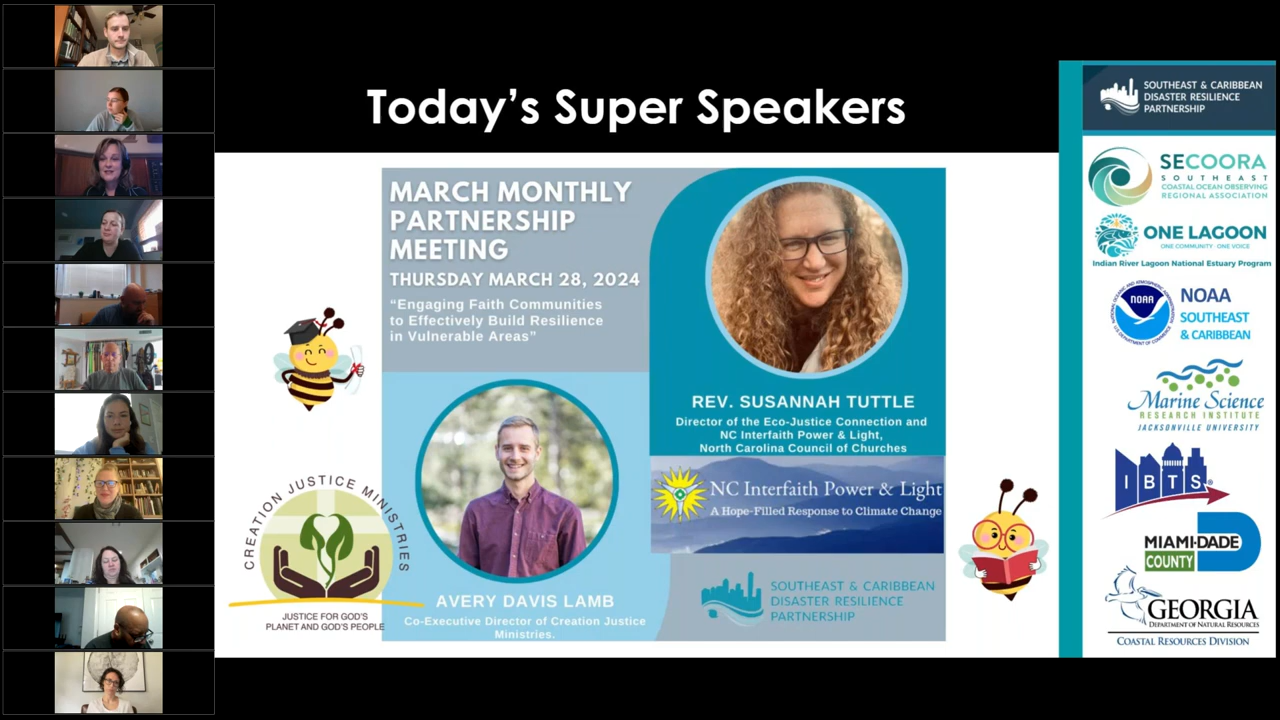 Today's Super Speakers
MARCH MONTHLY
PARTNERSHIP
MEETING
THURSDAY MARCH 28, 2024
"Engaging Faith Communities
to Effectively Build Resilience
in Vulnerable Areas"
REV. SUSANNAH TUTTLE
Director of the Eco-Justice Connection and
NC Interfaith Power & Light,
North Carolina Council of Churches
NC Interfaith Power & Light
A Hope-Filled Response to Climate Change
CREATION JUSTICE MINISTRIES
JUSTICE FOR GOD'S
PLANET AND GOD'S PEOPLE
AVERY DAVIS LAMB
Co-Executive Director of Creation Justice
Ministries.
SOUTHEAST & CARIBBEAN
DISASTER RESILIENCE
PARTNERSHIP
SOUTHEAST & CARIBBEAN
DISASTER RESILIENCE
PARTNERSHIP
SECOORA
SOUTHEAST
COASTAL OCEAN OBSERVING
REGIONAL ASSOCIATION
ONE LAGOON
ONE COMMUNITY · ONE VOICE
Indian River Lagoon National Estuary Program
NOAA
NOAA
SOUTHEAST
& CARIBBEAN
Marine Science
RESEARCH INSTITUTE
JACKSONVILLE UNIVERSITY
IBTS®
MIAMI-DADE
COUNTY
GEORGIA
DEPARTMENT OF NATURAL RESOURCES
COASTAL RESOURCES DIVISION